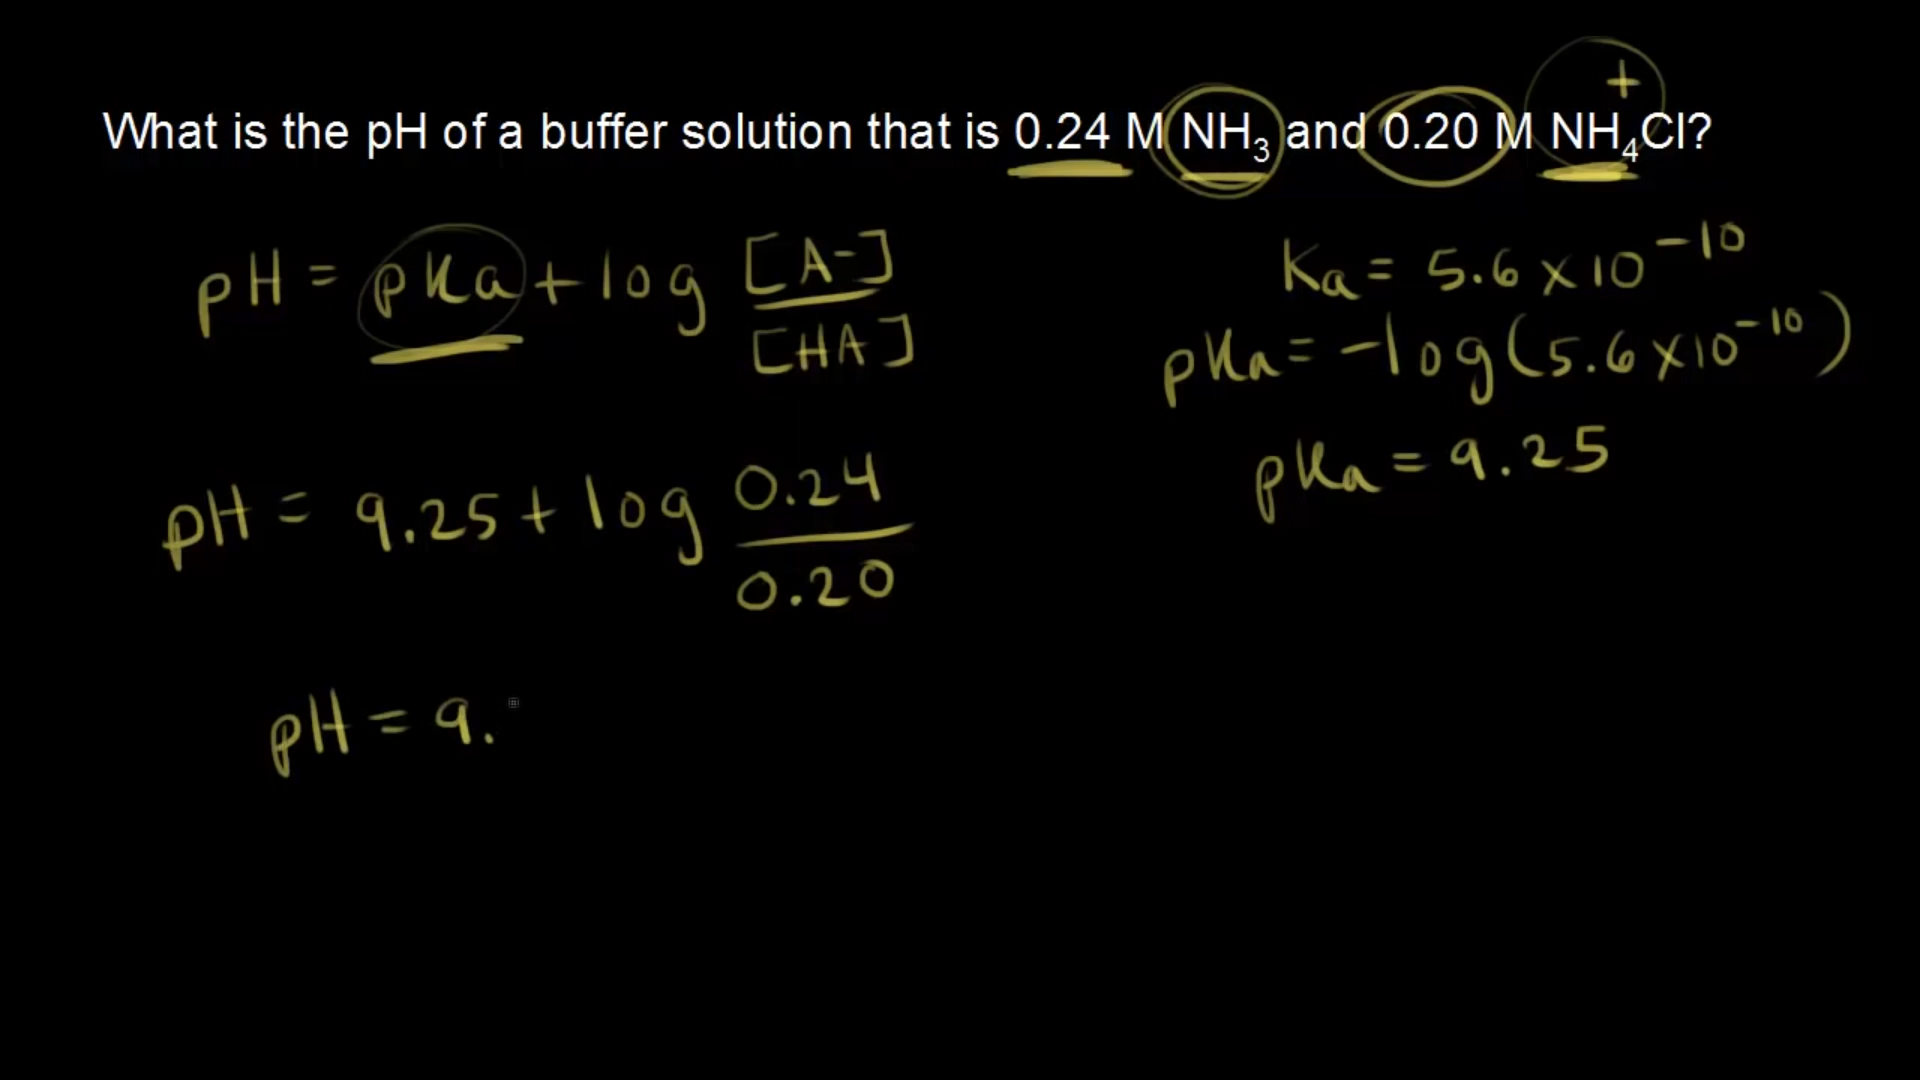 What is the pH of a buffer solution that is 0.24 M NH₃ and 0.20 M NH₄Cl?
+
pH = pKa + log [A-]/[HA]
Ka = 5.6 x 10⁻¹⁰
pKa = -log(5.6 x 10⁻¹⁰)
pKa = 9.25
pH = 9.25 + log 0.24/0.20
pH = 9.